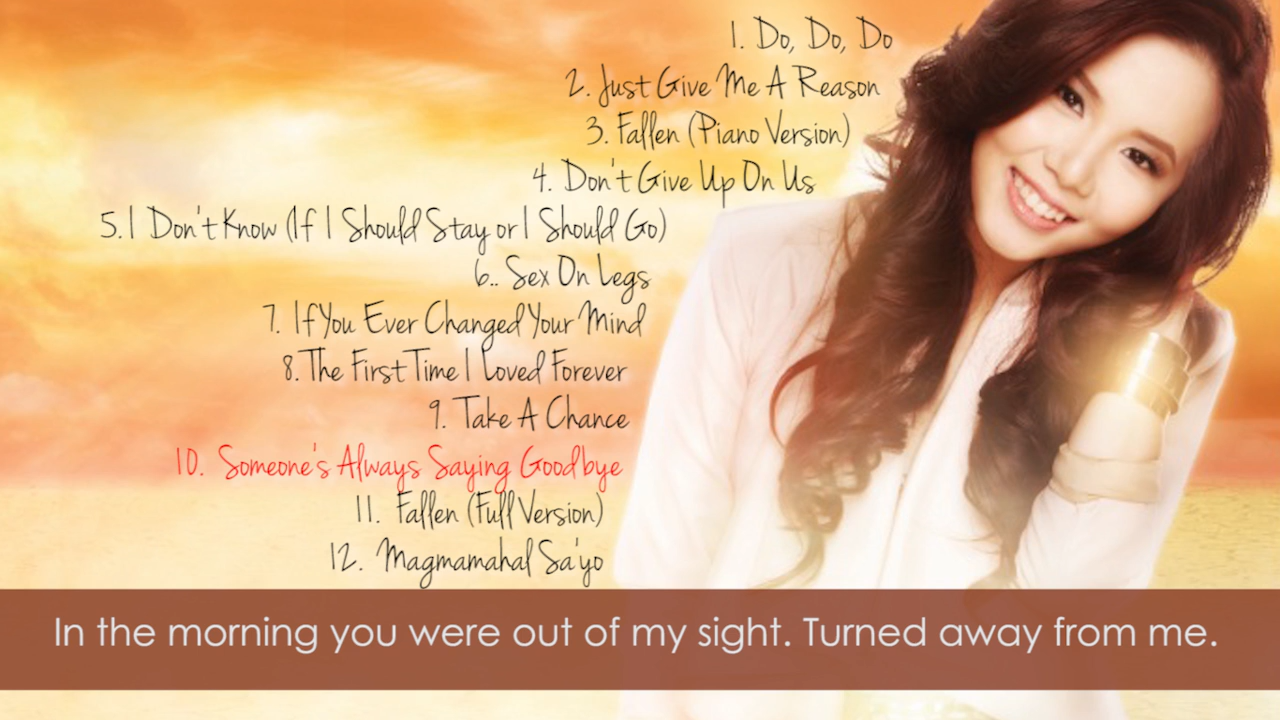 1. Do, Do, Do
2. Just Give Me A Reason
3. Fallen (Piano Version)
4. Don't Give Up On Us
5. I Don't Know (If I Should Stay or I Should Go)
6.. Sex On Legs
7. If You Ever Changed Your Mind
8. The First Time I Loved Forever
9. Take A Chance
10. Someone's Always Saying Goodbye
11. Fallen (Full Version)
12. Magmamahal Sa'yo
In the morning you were out of my sight. Turned away from me.